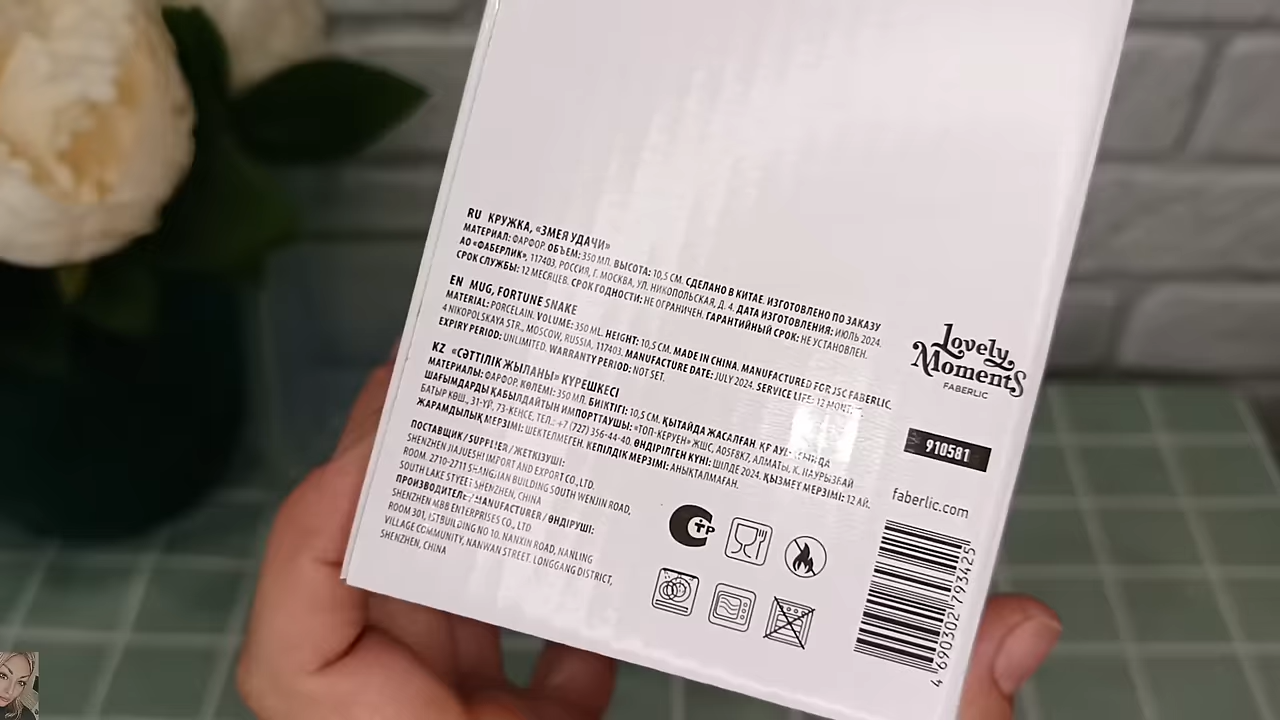 RU КРУЖКА, «ЗМЕЯ УДАЧИ»
МАТЕРИАЛ: ФАРФОР. ОБЪЕМ: 350 МЛ. ВЫСОТА: 10,5 СМ. СДЕЛАНО В КИТАЕ. ИЗГОТОВЛЕНО ПО ЗАКАЗУ
АО «ФАБЕРЛИК», 117403, РОССИЯ, Г. МОСКВА, УЛ. НИКОПОЛЬСКАЯ, Д. 4. ДАТА ИЗГОТОВЛЕНИЯ: ИЮЛЬ 2024.
СРОК СЛУЖБЫ: 12 МЕСЯЦЕВ. СРОК ГОДНОСТИ: НЕ ОГРАНИЧЕН. ГАРАНТИЙНЫЙ СРОК: НЕ УСТАНОВЛЕН.
EN MUG, FORTUNE SNAKE
MATERIAL: PORCELAIN. VOLUME: 350 ML. HEIGHT: 10,5 CM. MADE IN CHINA. MANUFACTURED FOR JSC FABERLIC,
4 NIKOPOLSKAYA STR., MOSCOW, RUSSIA, 117403. MANUFACTURE DATE: JULY 2024. SERVICE LIFE: 12
EXPIRY PERIOD: UNLIMITED. WARRANTY PERIOD: NOT SET.
KZ «СӘТТІЛІК ЖЫЛАНЫ» КҮРЕШКЕСІ
МАТЕРИАЛЫ: ФАРФОР. КӨЛЕМІ: 350 МЛ. БИІКТІГІ: 10,5 СМ. ҚЫТАЙДА ЖАСАЛҒАН. ҚР
ШАҒЫМДАРДЫ ҚАБЫЛДАЙТЫН ИМПОРТТАУШЫ: «ТОП-КЕРУЕН» ЖШС, A05F8K7, АЛМАТЫ, К. НАУРЫЗБАЙ
БАТЫР КӨШ., 31-ҮЙ, 73-КЕҢСЕ, ТЕЛ.: +7 (727) 356-44-40. ӨНДІРІЛГЕН КҮНІ: ШІЛДЕ 2024. ҚЫЗМЕТ МЕРЗІМІ: 12 АЙ.
ЖАРАМДЫЛЫҚ МЕРЗІМІ: ШЕКТЕЛМЕГЕН. КЕПІЛДІК МЕРЗІМІ: АНЫҚТАЛМАҒАН.
ПОСТАВЩИК / SUPPLIER / ЖЕТКІЗУШІ:
SHENZHEN JIAJUESHI IMPORT AND EXPORT CO., LTD.
ROOM. 2710-2711 SHANGJIAN BUILDING SOUTH WENJIN ROAD,
SOUTH LAKE STYEET SHENZHEN, CHINA
ПРОИЗВОДИТЕЛЬ / MANUFACTURER / ӨНДІРУШІ:
SHENZHEN MBB ENTERPRISES CO., LTD
ROOM 301, 1STBUILDING NO 10. NANXIN ROAD, NANLING
VILLAGE COMMUNITY, NANWAN STREET. LONGGANG DISTRICT,
SHENZHEN, CHINA
Lovely
Moments
FABERLIC
910581
faberlic.com
4 690302 793425